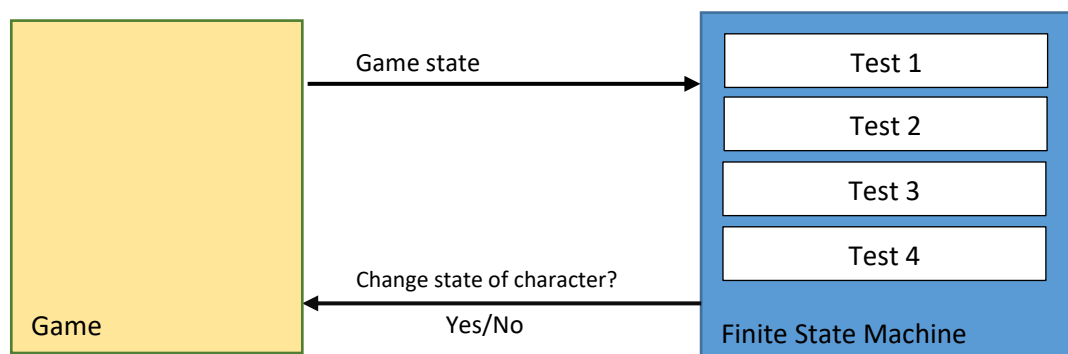 Game state
Test 1
Test 2
Test 3
Test 4
Change state of character?
Yes/No
Game
Finite State Machine